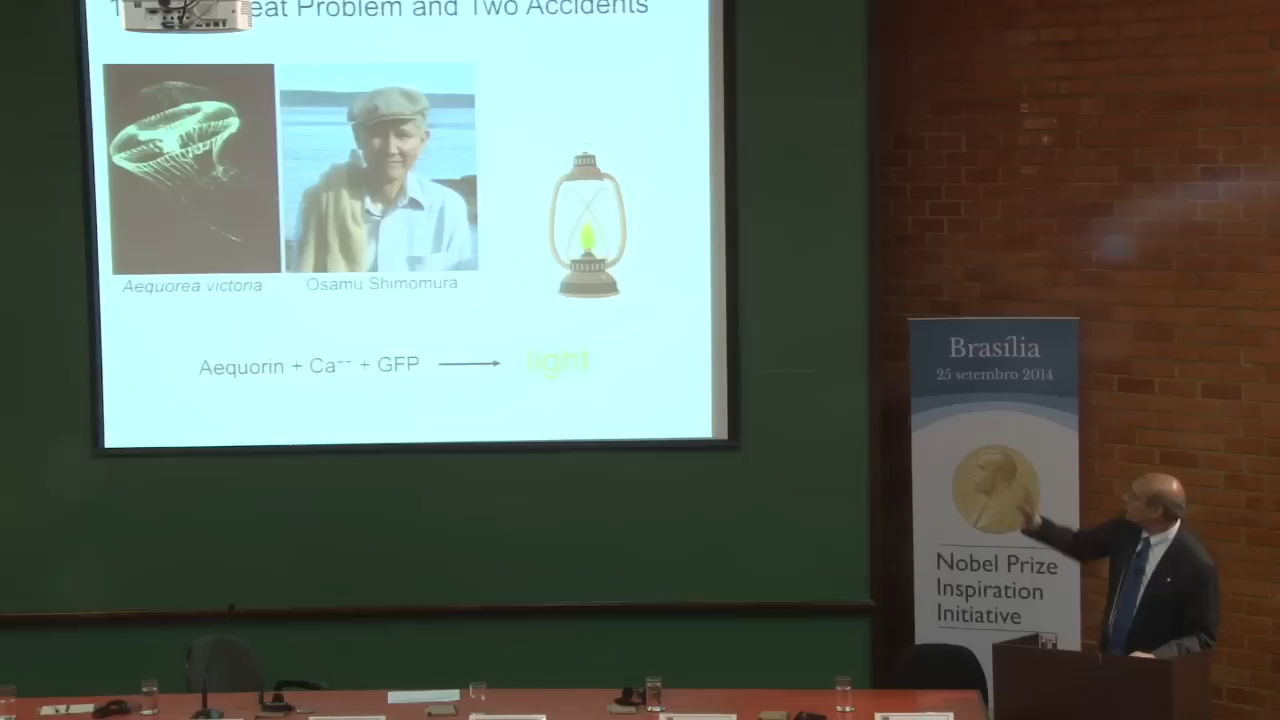 eat Problem and Two Accidents
Aequorea victoria
Osamu Shimomura
Aequorin + Ca++ + GFP
light
Brasília
25 setembro 2014
Nobel Prize
Inspiration
Initiative